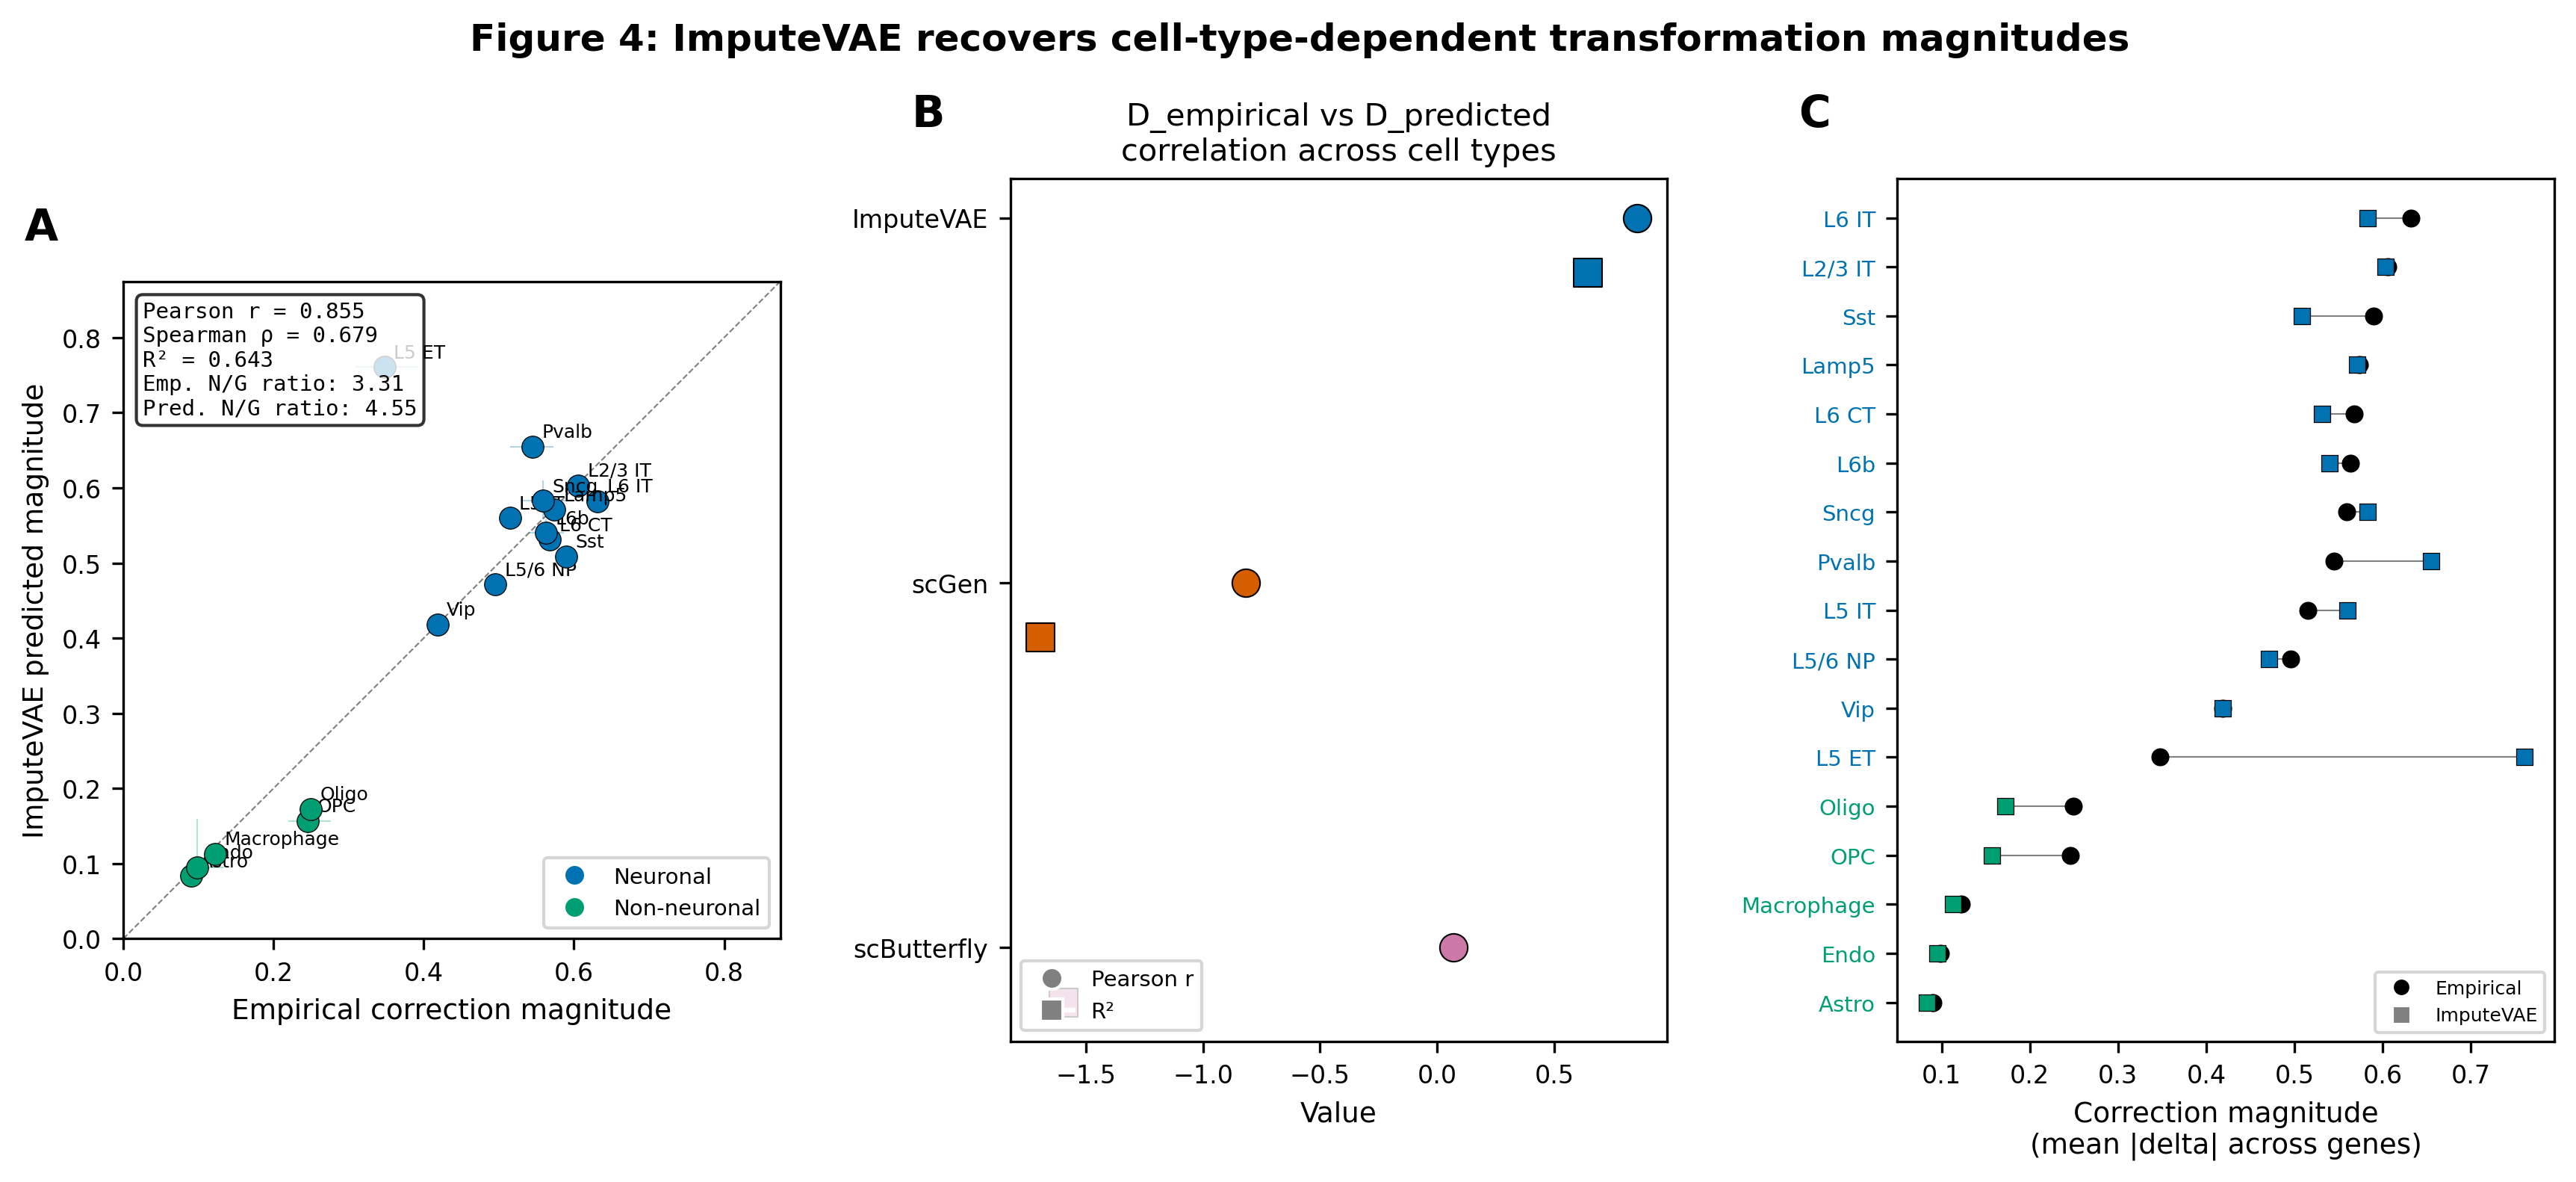 Figure 4: ImputeVAE recovers cell-type-dependent transformation magnitudes
A
Pearson r = 0.855
Spearman ρ = 0.679
R² = 0.643
Emp. N/G ratio: 3.31
Pred. N/G ratio: 4.55
L5 ET
Pvalb
L2/3 IT
Sncg
L6 IT
Lamp5
L6 CT
Sst
L5/6 NP
Vip
Oligo
OPC
Macrophage
Neuronal
Non-neuronal
0.8
0.7
0.6
0.5
0.4
0.3
0.2
0.1
0.0
0.0
0.2
0.4
0.6
0.8
ImputeVAE predicted magnitude
Empirical correction magnitude
B
D_empirical vs D_predicted
correlation across cell types
ImputeVAE
scGen
scButterfly
Pearson r
R²
−1.5
−1.0
−0.5
0.0
0.5
Value
C
L6 IT
L2/3 IT
Sst
Lamp5
L6 CT
L6b
Sncg
Pvalb
L5 IT
L5/6 NP
Vip
L5 ET
Oligo
OPC
Macrophage
Endo
Astro
Empirical
ImputeVAE
0.1
0.2
0.3
0.4
0.5
0.6
0.7
Correction magnitude
(mean |delta| across genes)